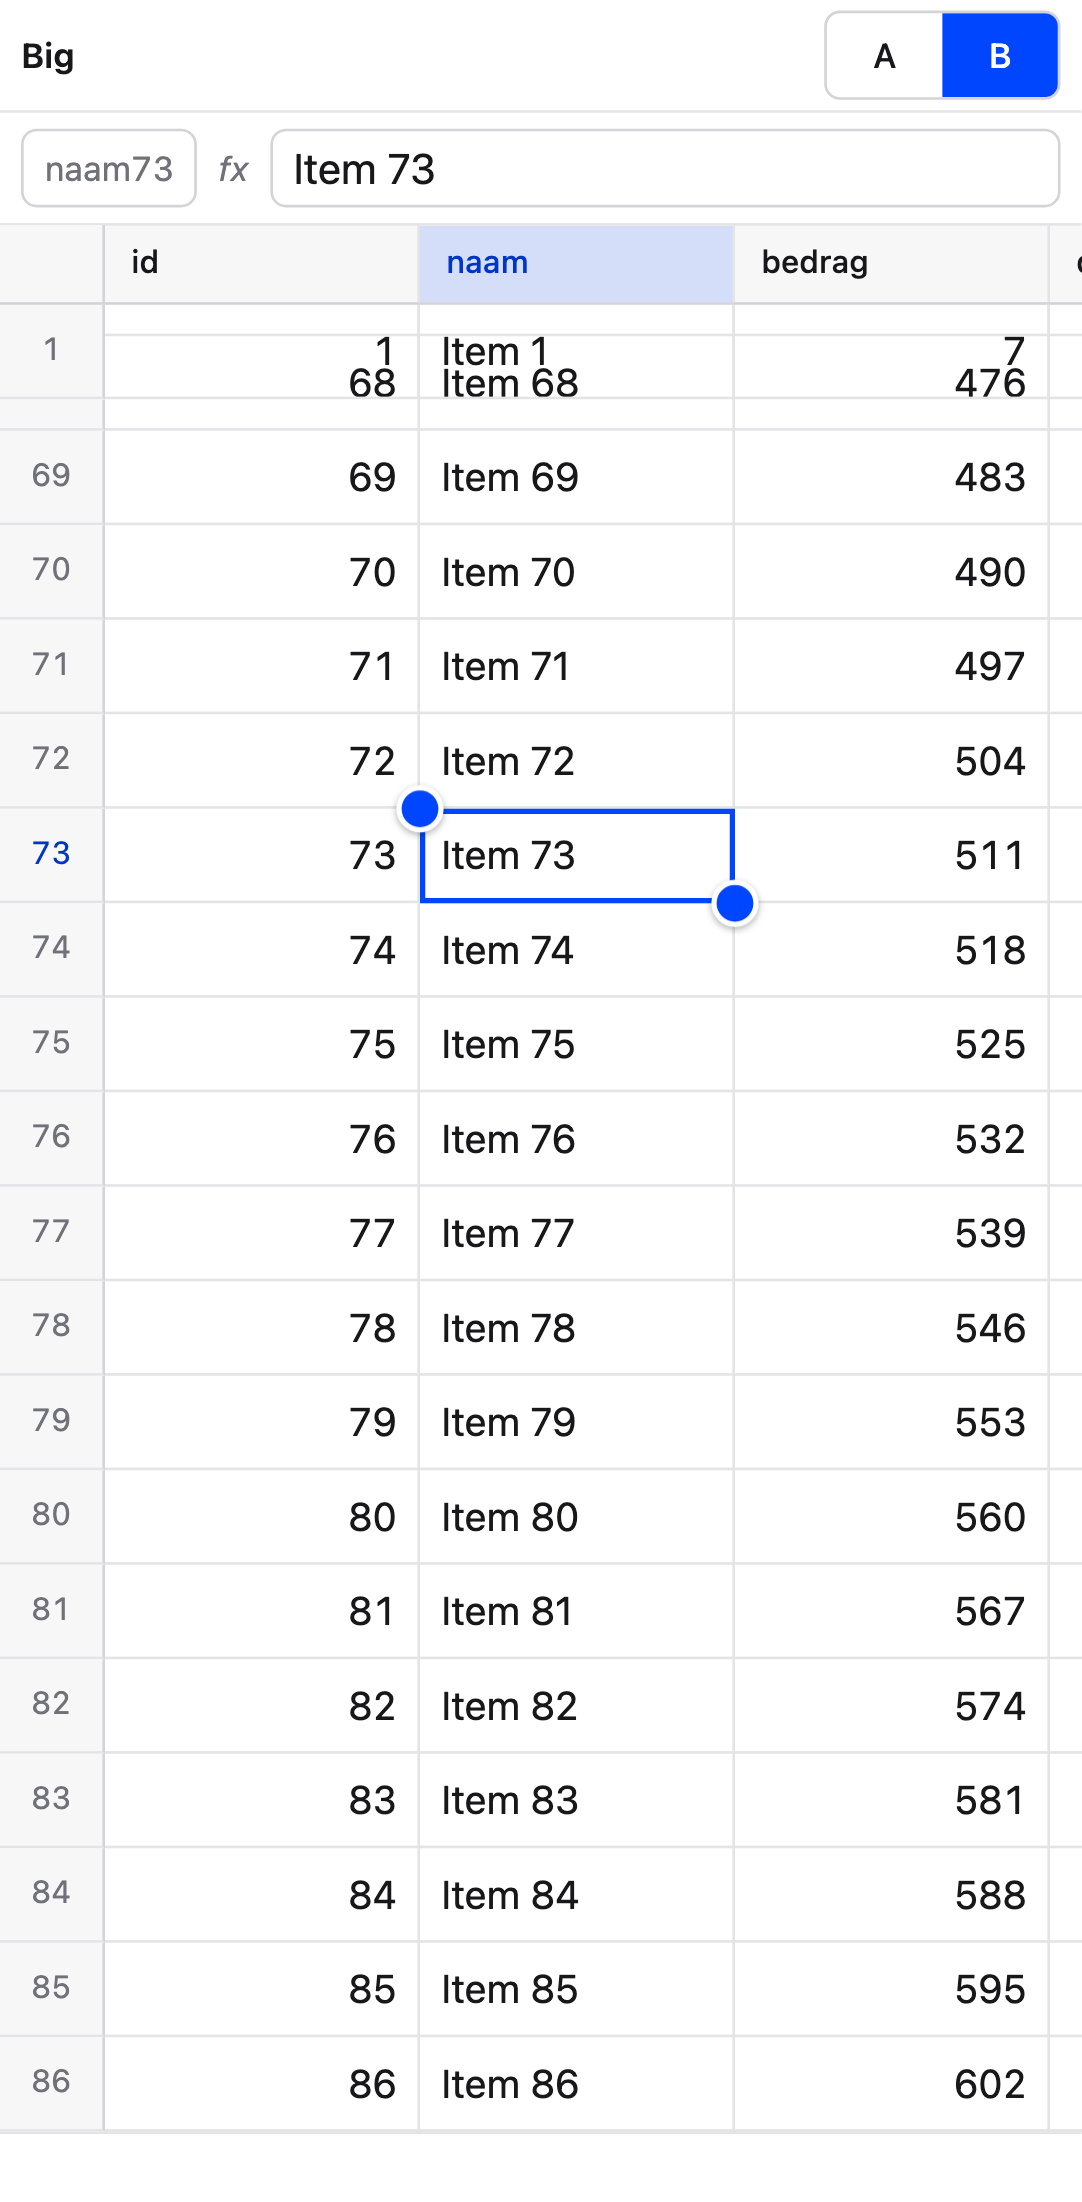 Big A B
naam73 fx Item 73
id naam bedrag
1 1 Item 1 7
68 Item 68 476
69 69 Item 69 483
70 70 Item 70 490
71 71 Item 71 497
72 72 Item 72 504
73 73 Item 73 511
74 74 Item 74 518
75 75 Item 75 525
76 76 Item 76 532
77 77 Item 77 539
78 78 Item 78 546
79 79 Item 79 553
80 80 Item 80 560
81 81 Item 81 567
82 82 Item 82 574
83 83 Item 83 581
84 84 Item 84 588
85 85 Item 85 595
86 86 Item 86 602